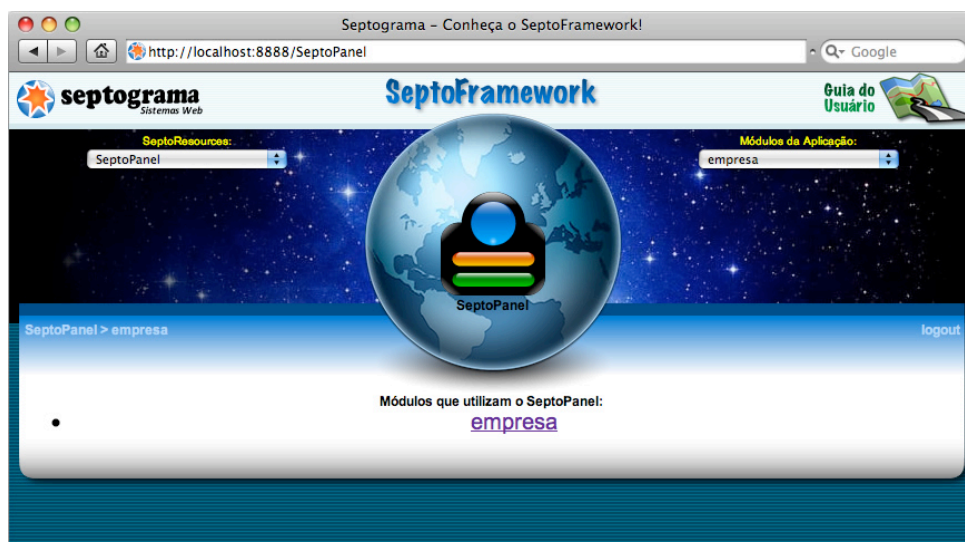 Septograma – Conheça o SeptoFramework!
http://localhost:8888/SeptoPanel
Google
septograma
Sistemas Web
SeptoFramework
Guia do
Usuário
SeptoResources:
Módulos da Aplicação:
SeptoPanel
empresa
SeptoPanel
SeptoPanel > empresa
logout
Módulos que utilizam o SeptoPanel:
• empresa